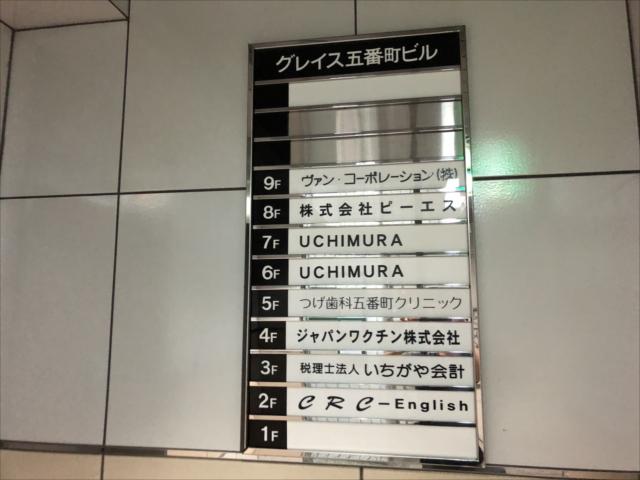 グレイス五番町ビル
9F ヴァン・コーポレーション(株)
8F 株式会社ピーエス
7F UCHIMURA
6F UCHIMURA
5F つげ歯科五番町クリニック
4F ジャパンワクチン株式会社
3F 税理士法人 いちがや会計
2F CRC-English
1F